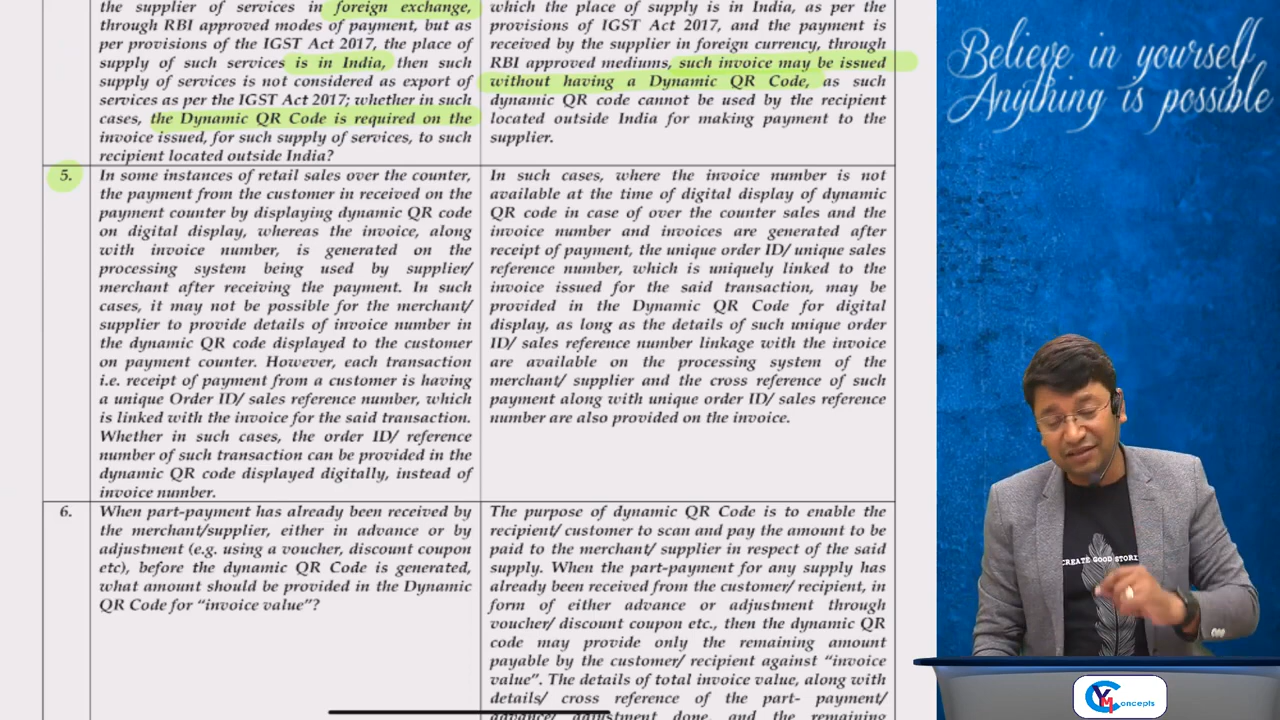 the supplier of services in foreign exchange,
through RBI approved modes of payment, but as
per provisions of the IGST Act 2017, the place of
supply of such services is in India, then such
supply of services is not considered as export of
services as per the IGST Act 2017; whether in such
cases, the Dynamic QR Code is required on the
invoice issued, for such supply of services, to such
recipient located outside India?
which the place of supply is in India, as per the
provisions of IGST Act 2017, and the payment is
received by the supplier in foreign currency, through
RBI approved mediums, such invoice may be issued
without having a Dynamic QR Code, as such
dynamic QR code cannot be used by the recipient
located outside India for making payment to the
supplier.
5.
In some instances of retail sales over the counter,
the payment from the customer in received on the
payment counter by displaying dynamic QR code
on digital display, whereas the invoice, along
with invoice number, is generated on the
processing system being used by supplier/
merchant after receiving the payment. In such
cases, it may not be possible for the merchant/
supplier to provide details of invoice number in
the dynamic QR code displayed to the customer
on payment counter. However, each transaction
i.e. receipt of payment from a customer is having
a unique Order ID/ sales reference number, which
is linked with the invoice for the said transaction.
Whether in such cases, the order ID/ reference
number of such transaction can be provided in the
dynamic QR code displayed digitally, instead of
invoice number.
In such cases, where the invoice number is not
available at the time of digital display of dynamic
QR code in case of over the counter sales and the
invoice number and invoices are generated after
receipt of payment, the unique order ID/ unique sales
reference number, which is uniquely linked to the
invoice issued for the said transaction, may be
provided in the Dynamic QR Code for digital
display, as long as the details of such unique order
ID/ sales reference number linkage with the invoice
are available on the processing system of the
merchant/ supplier and the cross reference of such
payment along with unique order ID/ sales reference
number are also provided on the invoice.
6.
When part-payment has already been received by
the merchant/supplier, either in advance or by
adjustment (e.g. using a voucher, discount coupon
etc), before the dynamic QR Code is generated,
what amount should be provided in the Dynamic
QR Code for "invoice value"?
The purpose of dynamic QR Code is to enable the
recipient/ customer to scan and pay the amount to be
paid to the merchant/ supplier in respect of the said
supply. When the part-payment for any supply has
already been received from the customer/ recipient, in
form of either advance or adjustment through
voucher/ discount coupon etc., then the dynamic QR
code may provide only the remaining amount
payable by the customer/ recipient against "invoice
value". The details of total invoice value, along with
details/ cross reference of the part- payment/
advance/ adjustment done, and the remaining
Believe in yourself
Anything is possible
CREATE GOOD STORI
YM
Concepts